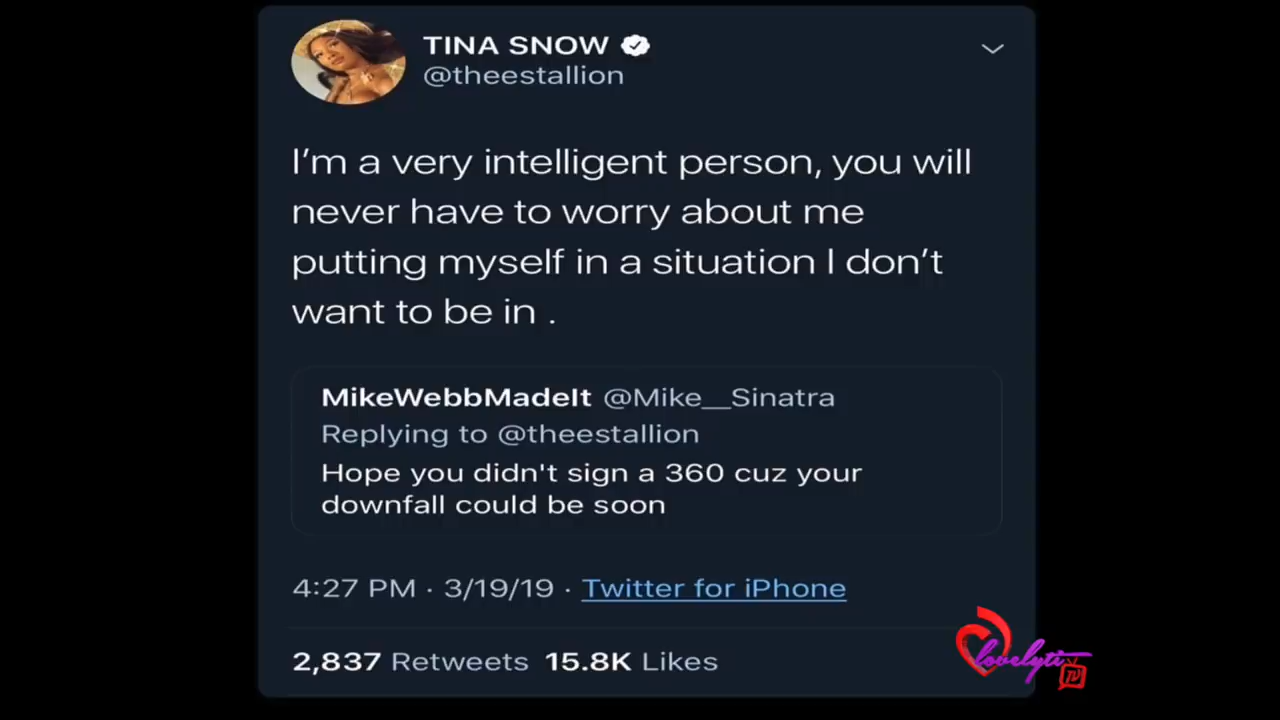 TINA SNOW
@theestallion
I'm a very intelligent person, you will
never have to worry about me
putting myself in a situation I don't
want to be in .
MikeWebbMadeIt @Mike__Sinatra
Replying to @theestallion
Hope you didn't sign a 360 cuz your
downfall could be soon
4:27 PM · 3/19/19 · Twitter for iPhone
2,837 Retweets 15.8K Likes
lovelyti
TV